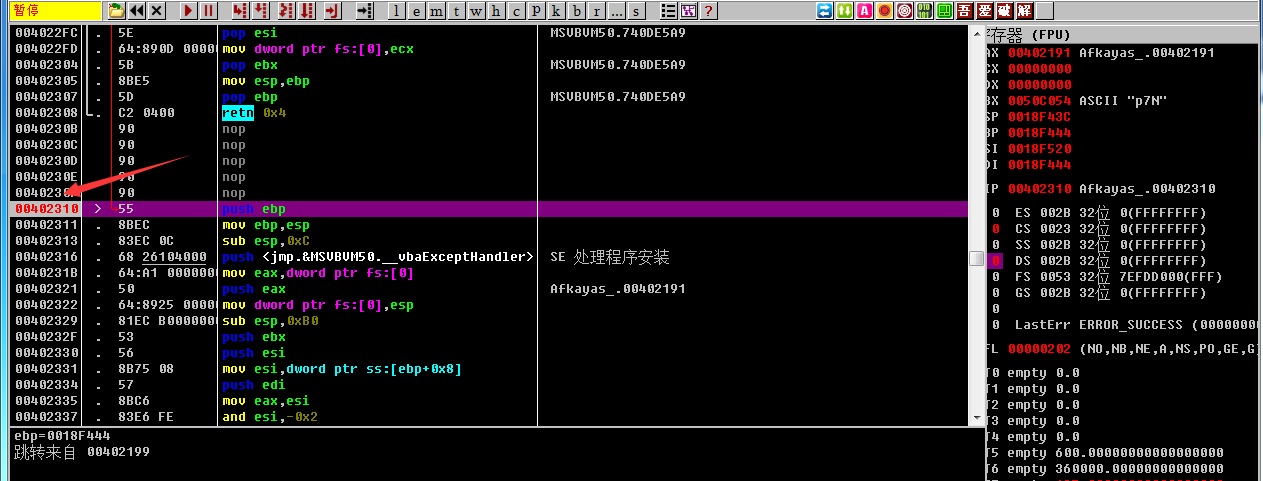 暂停 l e m t w h c p k b r ... s ? 吾 爱 破 解
004022FC . 5E pop esi MSVBVM50.740DE5A9
004022FD . 64:890D 00000 mov dword ptr fs:[0],ecx
00402304 . 5B pop ebx MSVBVM50.740DE5A9
00402305 . 8BE5 mov esp,ebp
00402307 . 5D pop ebp MSVBVM50.740DE5A9
00402308 . C2 0400 retn 0x4
0040230B 90 nop
0040230C 90 nop
0040230D 90 nop
0040230E 90 nop
90 nop
00402310 > 55 push ebp
00402311 . 8BEC mov ebp,esp
00402313 . 83EC 0C sub esp,0xC
00402316 . 68 26104000 push <jmp.&MSVBVM50.__vbaExceptHandler> SE 处理程序安装
0040231B . 64:A1 0000000 mov eax,dword ptr fs:[0]
00402321 . 50 push eax Afkayas_.00402191
00402322 . 64:8925 00000 mov dword ptr fs:[0],esp
00402329 . 81EC B0000000 sub esp,0xB0
0040232F . 53 push ebx
00402330 . 56 push esi
00402331 . 8B75 08 mov esi,dword ptr ss:[ebp+0x8]
00402334 . 57 push edi
00402335 . 8BC6 mov eax,esi
00402337 . 83E6 FE and esi,-0x2
ebp=0018F444
跳转来自 00402199
存器 (FPU)
AX 00402191 Afkayas_.00402191
CX 00000000
DX 00000000
BX 0050C054 ASCII "p7N"
SP 0018F43C
BP 0018F444
SI 0018F520
DI 0018F444
IP 00402310 Afkayas_.00402310
0 ES 002B 32位 0(FFFFFFFF)
0 CS 0023 32位 0(FFFFFFFF)
0 SS 002B 32位 0(FFFFFFFF)
0 DS 002B 32位 0(FFFFFFFF)
0 FS 0053 32位 7EFDD000(FFF)
0 GS 002B 32位 0(FFFFFFFF)
0
0 LastErr ERROR_SUCCESS (0000000
FL 00000202 (NO,NB,NE,A,NS,PO,GE,G)
T0 empty 0.0
T1 empty 0.0
T2 empty 0.0
T3 empty 0.0
T4 empty 0.0
T5 empty 600.00000000000000000
T6 empty 360000.00000000000000